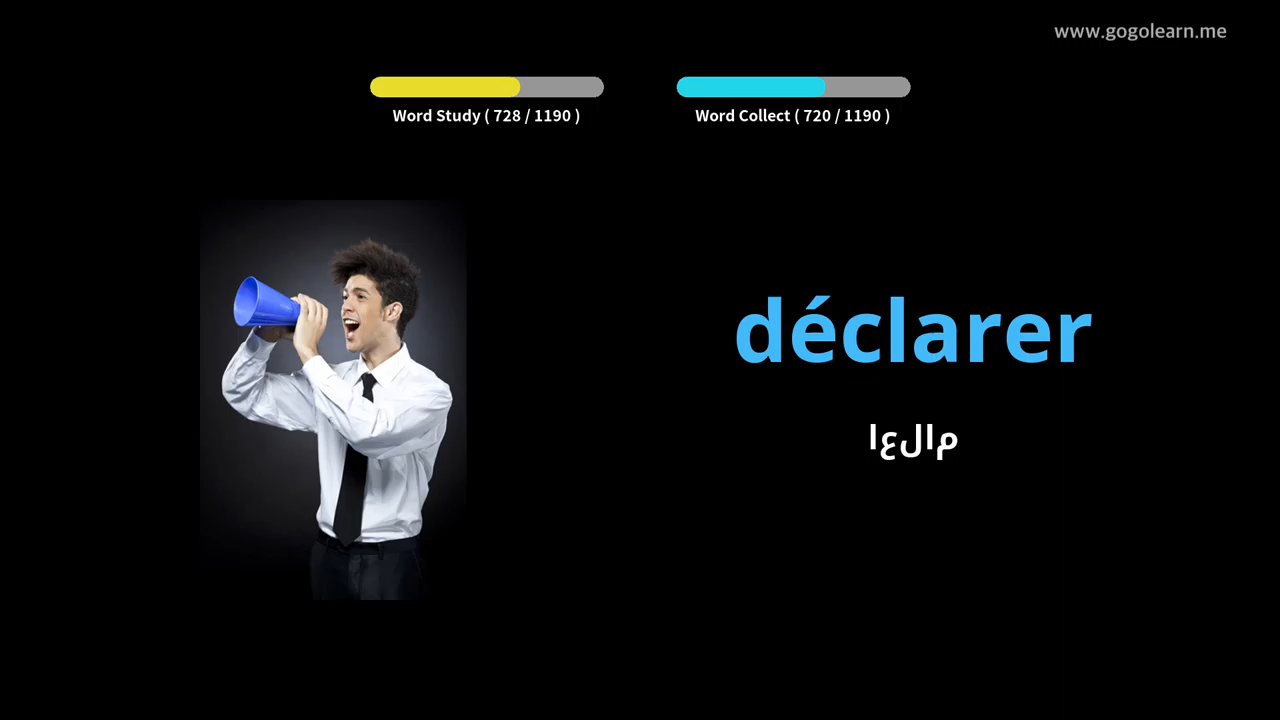 www.gogolearn.me
Word Study ( 728 / 1190 )
Word Collect ( 720 / 1190 )
déclarer
اعلام